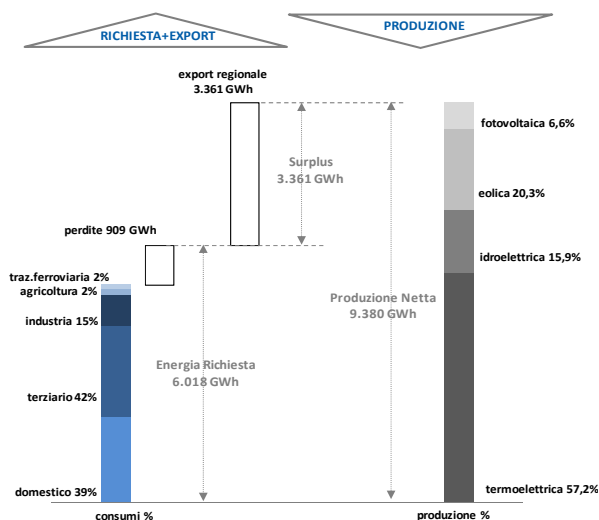 RICHIESTA+EXPORT
PRODUZIONE
export regionale
3.361 GWh
fotovoltaica 6,6%
Surplus
3.361 GWh
eolica 20,3%
perdite 909 GWh
idroelettrica 15,9%
traz.ferroviaria 2%
agricoltura 2%
Produzione Netta
9.380 GWh
industria 15%
Energia Richiesta
6.018 GWh
terziario 42%
domestico 39%
termoelettrica 57,2%
consumi %
produzione %